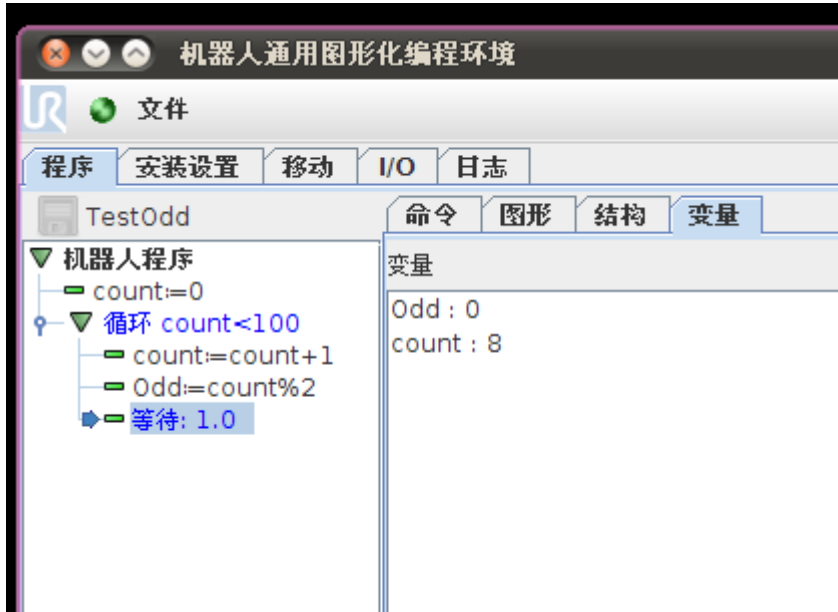 机器人通用图形化编程环境
UR 文件
程序 安装设置 移动 I/O 日志
TestOdd
命令 图形 结构 变量
机器人程序
count≔0
循环 count<100
count≔count+1
Odd≔count%2
等待: 1.0
变量
Odd : 0
count : 8